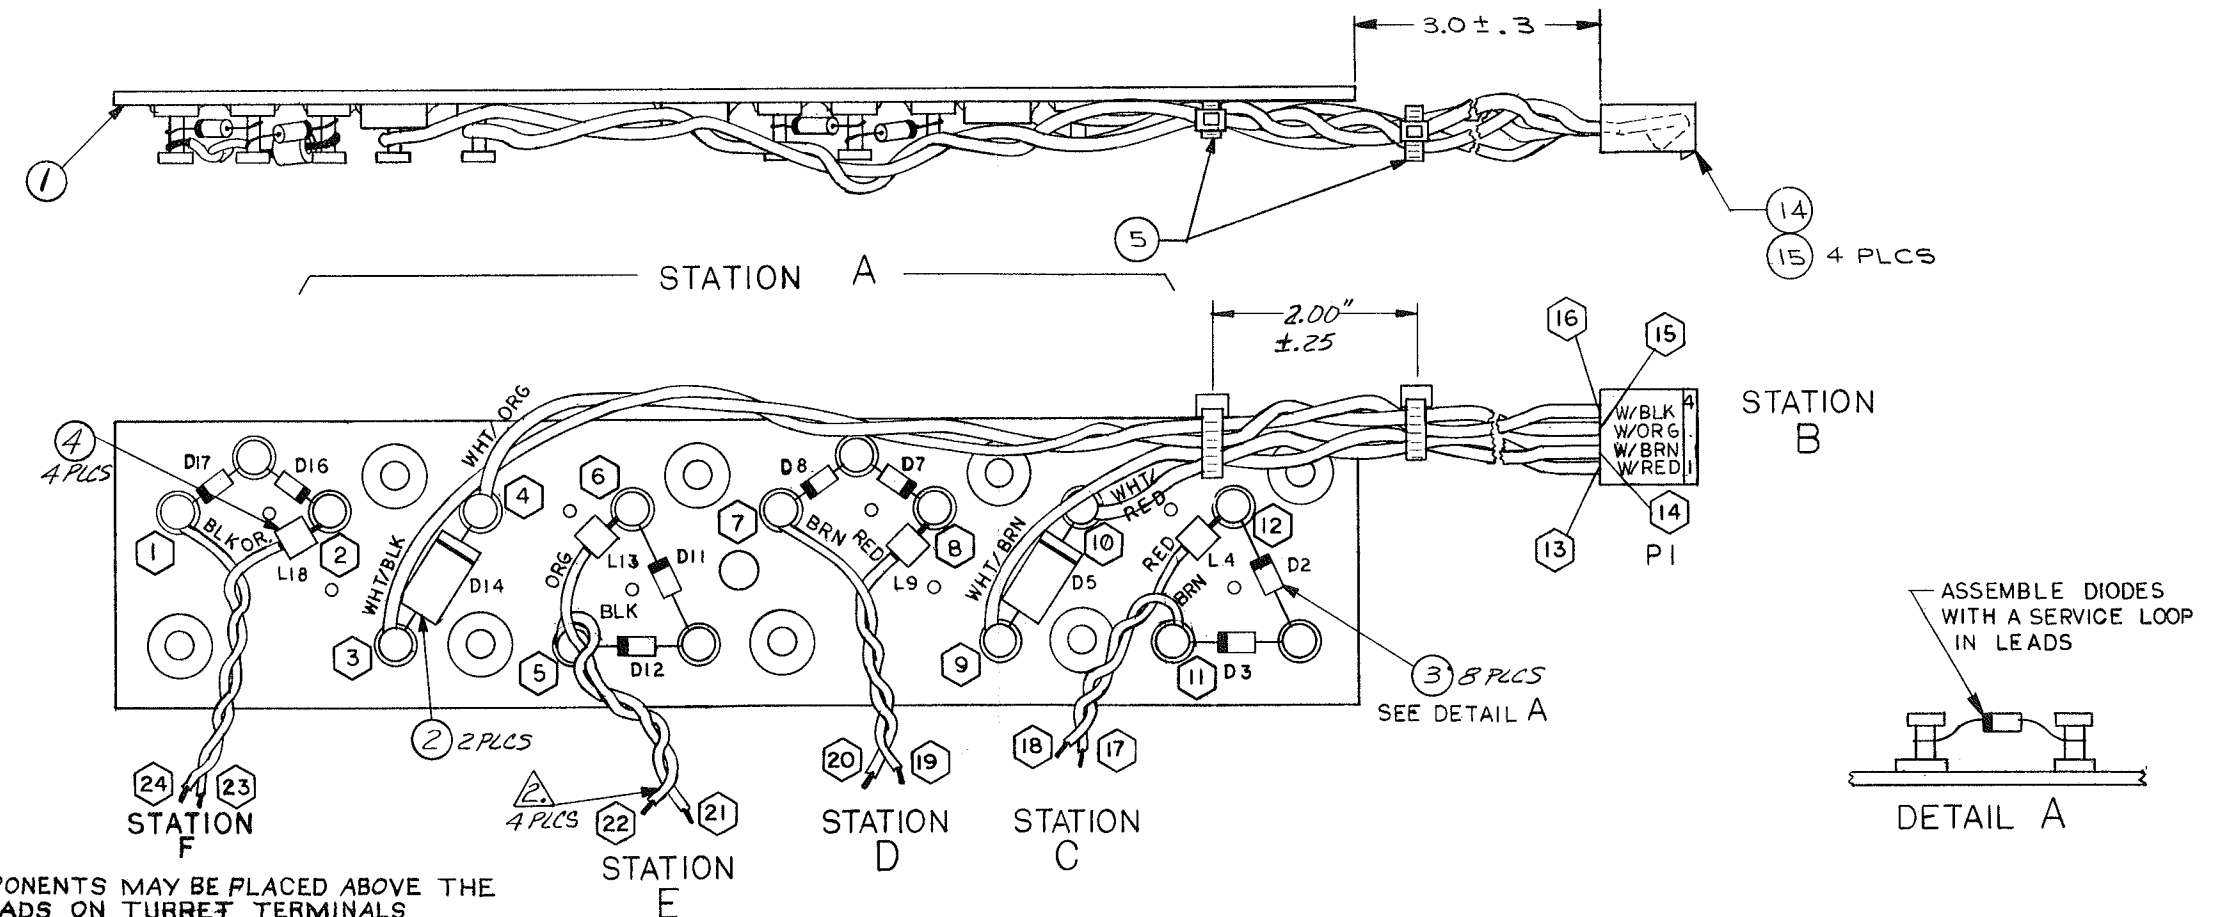 3.0 ± .3
1
5
14
15 4 PLCS
STATION A
2.00"
±.25
16
15
4
4 PLCS
D17
D16
BLK
OR.
L18
1
2
WHT/ORG
WHT/BLK
4
3
D14
2 2 PLCS
6
ORG
L13
D11
BLK
D12
5
7
D8
D7
BRN
RED
L9
8
WHT/BRN
WHT/
RED
10
D5
9
12
RED
L4
D2
BRN
11
D3
W/BLK 4
W/ORG
W/BRN
W/RED 1
STATION
B
13
14
P1
3 8 PLCS
SEE DETAIL A
ASSEMBLE DIODES
WITH A SERVICE LOOP
IN LEADS
DETAIL A
24
23
STATION
F
2.
4 PLCS
22
21
STATION
E
20
19
STATION
D
18
17
STATION
C
PONENTS MAY BE PLACED ABOVE THE
ADS ON TURRET TERMINALS